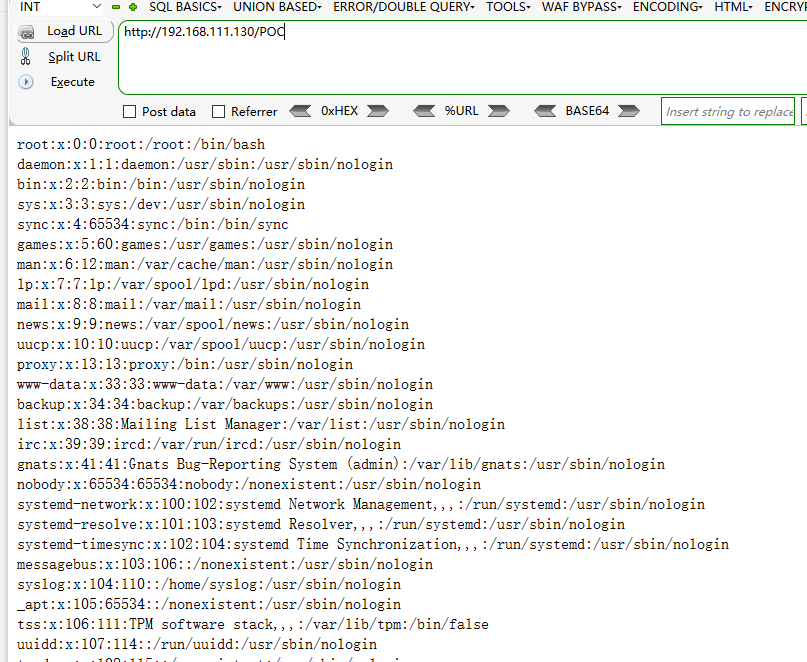 INT SQL BASICS UNION BASED ERROR/DOUBLE QUERY TOOLS WAF BYPASS ENCODING HTML ENCRY
Load URL http://192.168.111.130/POC
Split URL
Execute
Post data Referrer 0xHEX %URL BASE64 Insert string to replace
root:x:0:0:root:/root:/bin/bash
daemon:x:1:1:daemon:/usr/sbin:/usr/sbin/nologin
bin:x:2:2:bin:/bin:/usr/sbin/nologin
sys:x:3:3:sys:/dev:/usr/sbin/nologin
sync:x:4:65534:sync:/bin:/bin/sync
games:x:5:60:games:/usr/games:/usr/sbin/nologin
man:x:6:12:man:/var/cache/man:/usr/sbin/nologin
lp:x:7:7:lp:/var/spool/lpd:/usr/sbin/nologin
mail:x:8:8:mail:/var/mail:/usr/sbin/nologin
news:x:9:9:news:/var/spool/news:/usr/sbin/nologin
uucp:x:10:10:uucp:/var/spool/uucp:/usr/sbin/nologin
proxy:x:13:13:proxy:/bin:/usr/sbin/nologin
www-data:x:33:33:www-data:/var/www:/usr/sbin/nologin
backup:x:34:34:backup:/var/backups:/usr/sbin/nologin
list:x:38:38:Mailing List Manager:/var/list:/usr/sbin/nologin
irc:x:39:39:ircd:/var/run/ircd:/usr/sbin/nologin
gnats:x:41:41:Gnats Bug-Reporting System (admin):/var/lib/gnats:/usr/sbin/nologin
nobody:x:65534:65534:nobody:/nonexistent:/usr/sbin/nologin
systemd-network:x:100:102:systemd Network Management,,,:/run/systemd:/usr/sbin/nologin
systemd-resolve:x:101:103:systemd Resolver,,,:/run/systemd:/usr/sbin/nologin
systemd-timesync:x:102:104:systemd Time Synchronization,,,:/run/systemd:/usr/sbin/nologin
messagebus:x:103:106::/nonexistent:/usr/sbin/nologin
syslog:x:104:110::/home/syslog:/usr/sbin/nologin
_apt:x:105:65534::/nonexistent:/usr/sbin/nologin
tss:x:106:111:TPM software stack,,,:/var/lib/tpm:/bin/false
uuidd:x:107:114::/run/uuidd:/usr/sbin/nologin